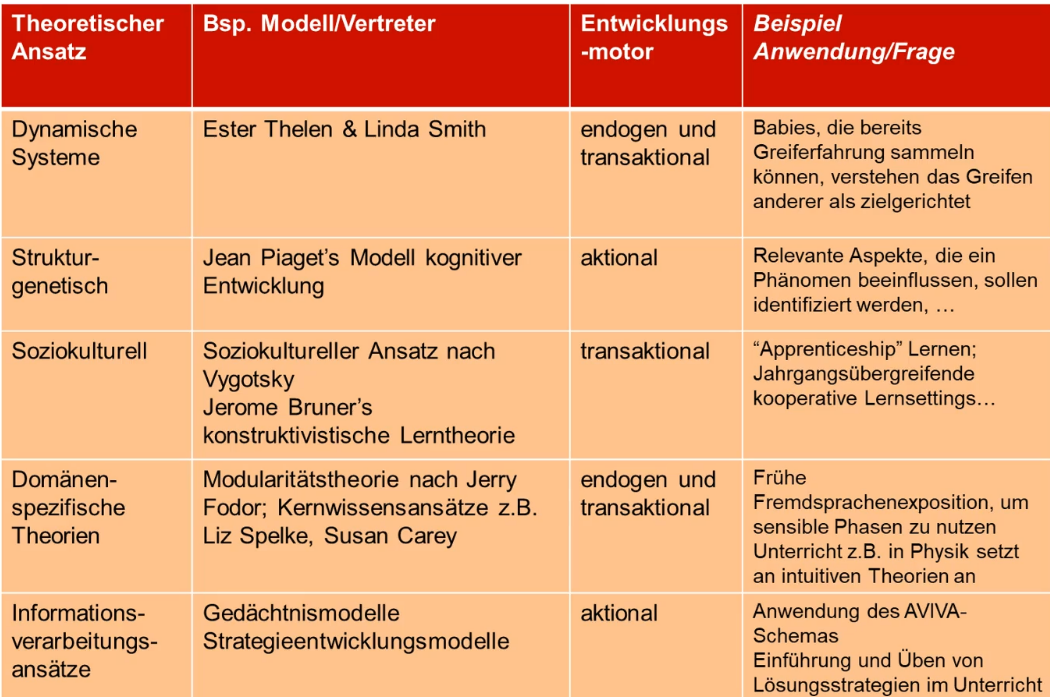 Theoretischer
Ansatz
Bsp. Modell/Vertreter
Entwicklungs
-motor
Beispiel
Anwendung/Frage
Dynamische
Systeme
Ester Thelen & Linda Smith
endogen und
transaktional
Babies, die bereits
Greiferfahrung sammeln
können, verstehen das Greifen
anderer als zielgerichtet
Struktur-
genetisch
Jean Piaget's Modell kognitiver
Entwicklung
aktional
Relevante Aspekte, die ein
Phänomen beeinflussen, sollen
identifiziert werden, …
Soziokulturell
Soziokultureller Ansatz nach
Vygotsky
Jerome Bruner's
konstruktivistische Lerntheorie
transaktional
“Apprenticeship” Lernen;
Jahrgangsübergreifende
kooperative Lernsettings…
Domänen-
spezifische
Theorien
Modularitätstheorie nach Jerry
Fodor; Kernwissensansätze z.B.
Liz Spelke, Susan Carey
endogen und
transaktional
Frühe
Fremdsprachenexposition, um
sensible Phasen zu nutzen
Unterricht z.B. in Physik setzt
an intuitiven Theorien an
Informations-
verarbeitungs-
ansätze
Gedächtnismodelle
Strategieentwicklungsmodelle
aktional
Anwendung des AVIVA-
Schemas
Einführung und Üben von
Lösungsstrategien im Unterricht